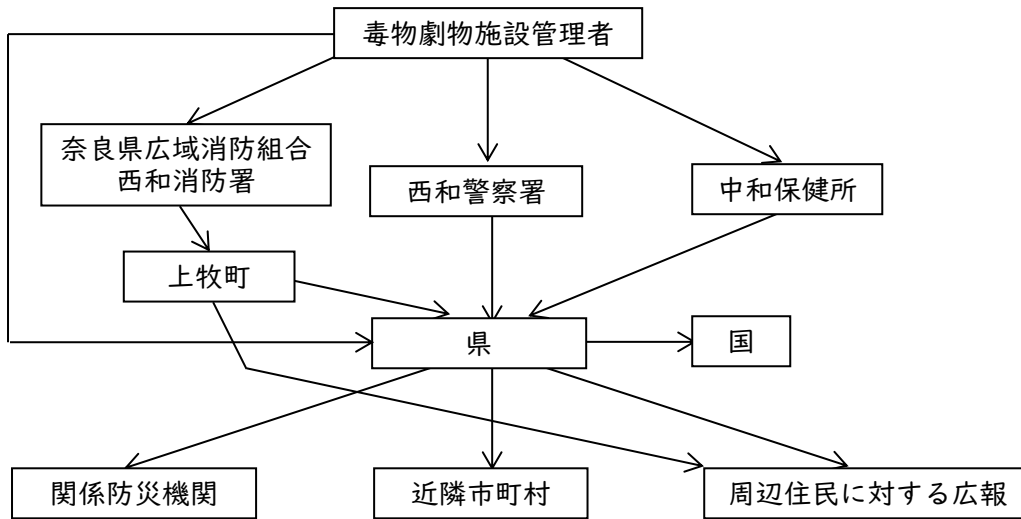 毒物劇物施設管理者
奈良県広域消防組合
西和消防署
西和警察署
中和保健所
上牧町
県
国
関係防災機関
近隣市町村
周辺住民に対する広報